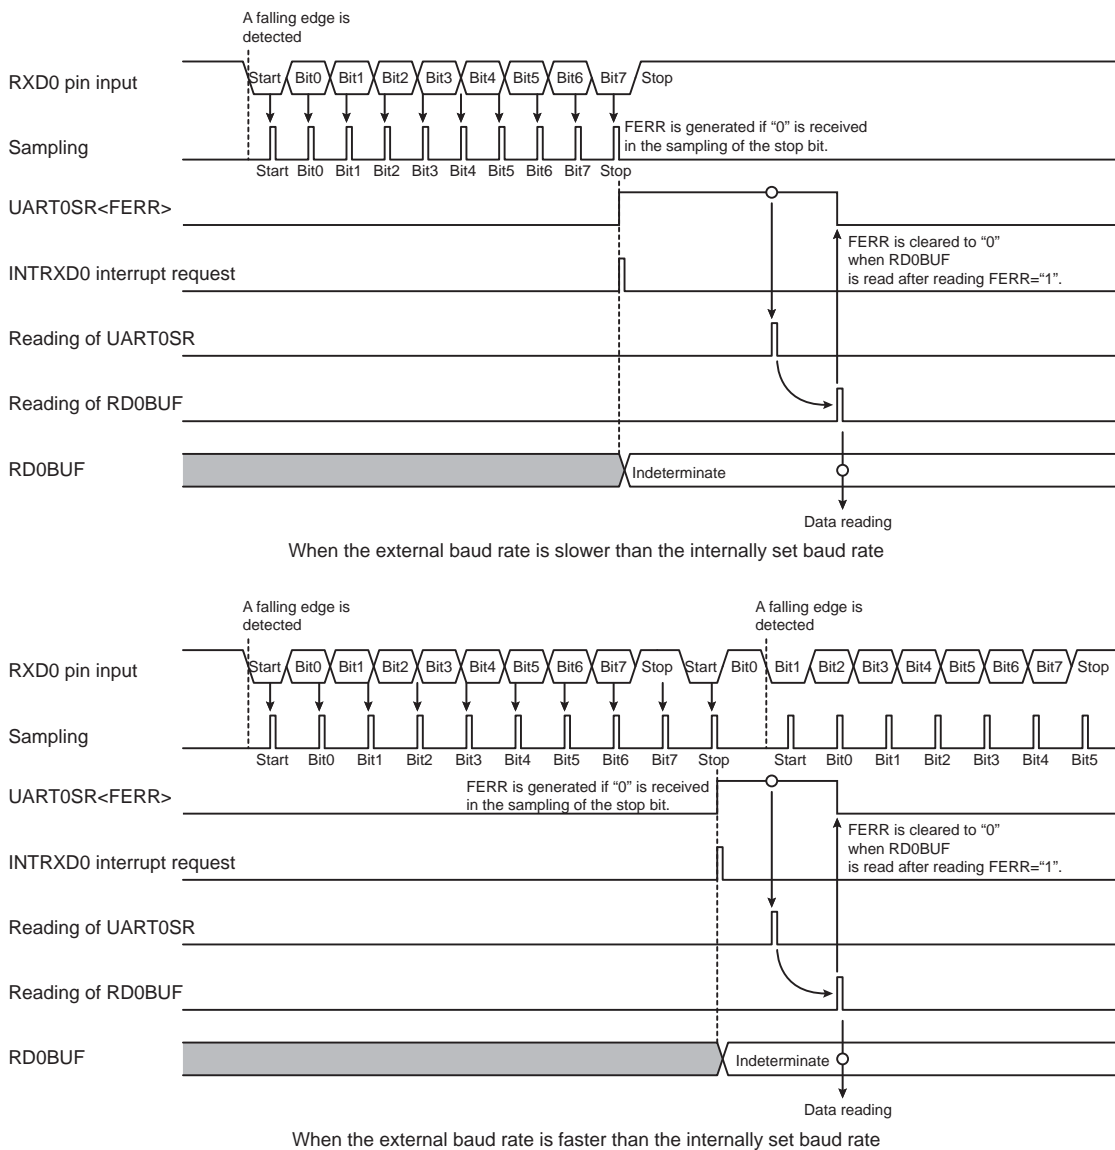 A falling edge is
detected
RXD0 pin input
Start Bit0 Bit1 Bit2 Bit3 Bit4 Bit5 Bit6 Bit7 Stop
FERR is generated if “0” is received
in the sampling of the stop bit.
Sampling
Start Bit0 Bit1 Bit2 Bit3 Bit4 Bit5 Bit6 Bit7 Stop
UART0SR<FERR>
FERR is cleared to “0”
when RD0BUF
is read after reading FERR=“1”.
INTRXD0 interrupt request
Reading of UART0SR
Reading of RD0BUF
RD0BUF
Indeterminate
Data reading
When the external baud rate is slower than the internally set baud rate
A falling edge is
detected
A falling edge is
detected
RXD0 pin input
Start Bit0 Bit1 Bit2 Bit3 Bit4 Bit5 Bit6 Bit7 Stop Start Bit0 Bit1 Bit2 Bit3 Bit4 Bit5 Bit6 Bit7 Stop
Sampling
Start Bit0 Bit1 Bit2 Bit3 Bit4 Bit5 Bit6 Bit7 Stop Start Bit0 Bit1 Bit2 Bit3 Bit4 Bit5
FERR is generated if “0” is received
in the sampling of the stop bit.
UART0SR<FERR>
FERR is cleared to “0”
when RD0BUF
is read after reading FERR=“1”.
INTRXD0 interrupt request
Reading of UART0SR
Reading of RD0BUF
RD0BUF
Indeterminate
Data reading
When the external baud rate is faster than the internally set baud rate